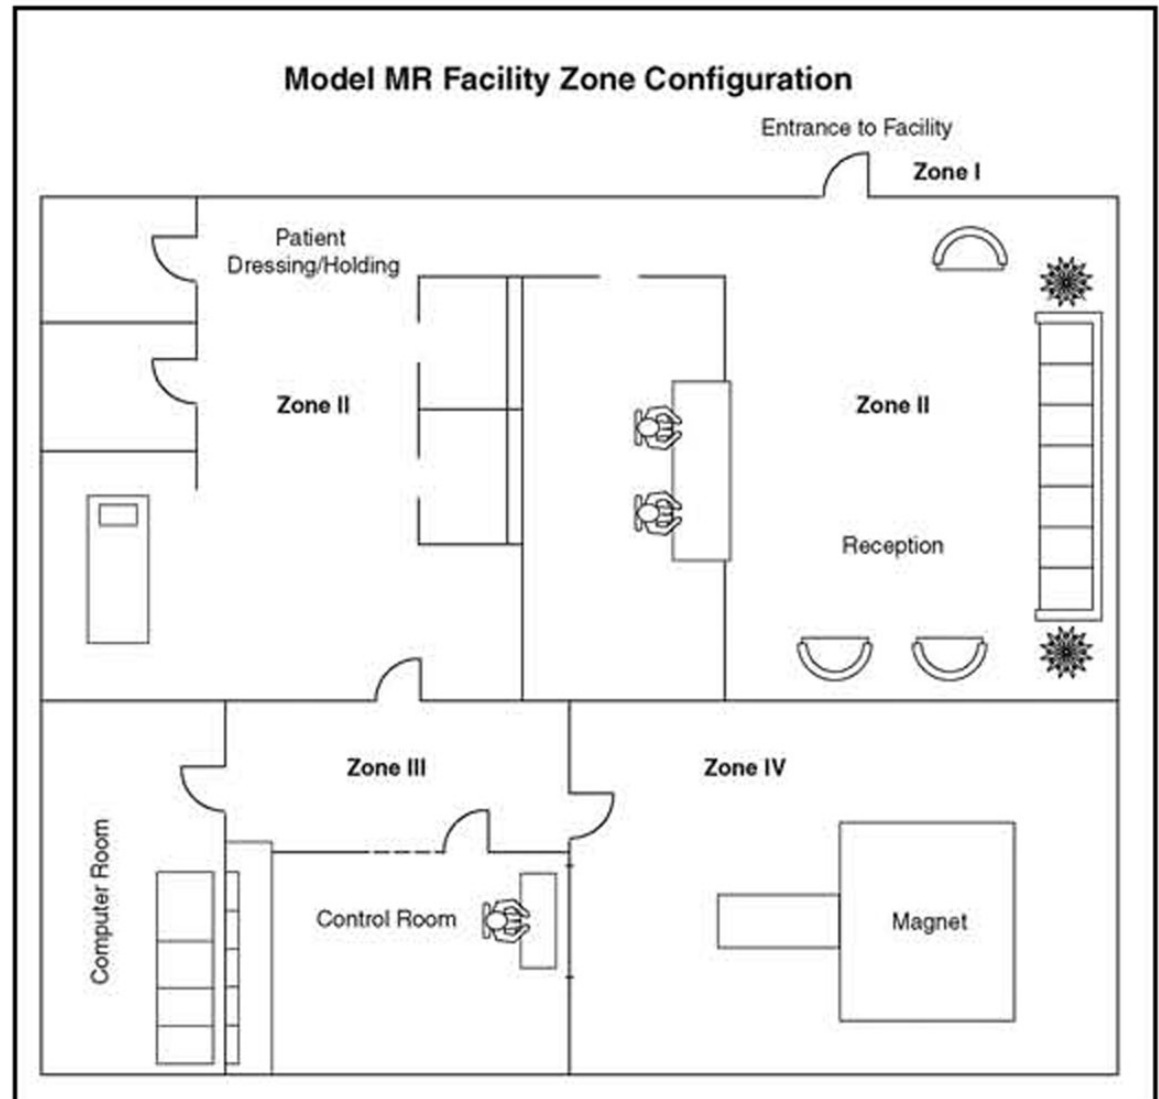 Model MR Facility Zone Configuration
Entrance to Facility
Zone I
Patient
Dressing/Holding
Zone II
Zone II
Reception
Zone III
Zone IV
Computer Room
Control Room
Magnet